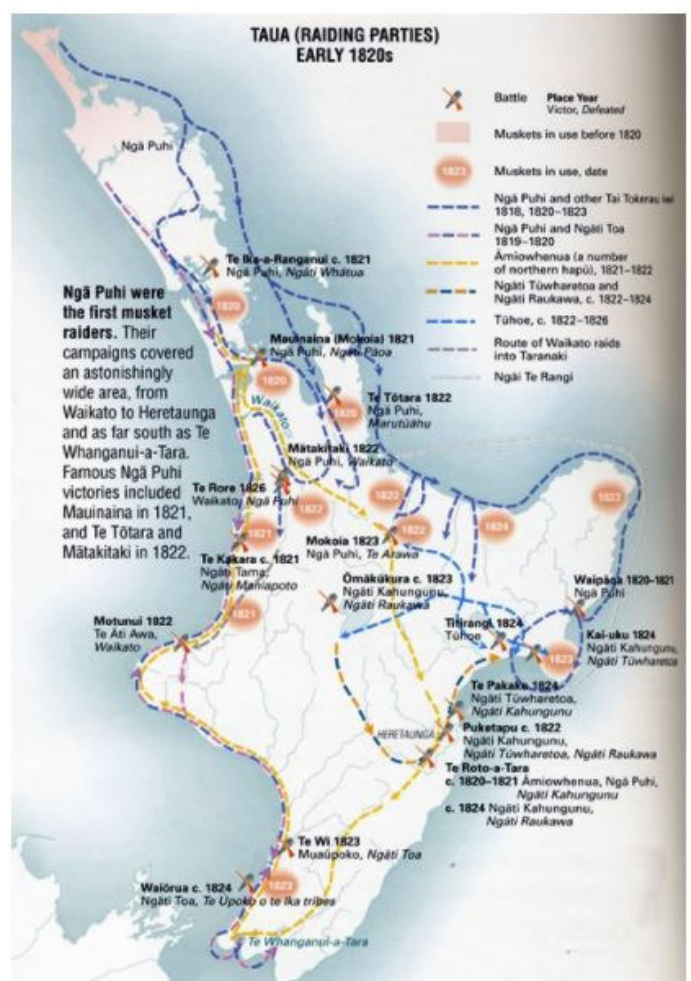 TAUA (RAIDING PARTIES)
EARLY 1820s
Battle
Place Year
Victor, Defeated
Muskets in use before 1820
1823
Muskets in use, date
Ngā Puhi and other Tai Tokerau iwi
1818, 1820–1823
Ngā Puhi and Ngāti Toa
1819–1820
Āmiowhenua (a number
of northern hapū), 1821–1822
Ngāti Tūwharetoa and
Ngāti Raukawa, c. 1822–1824
Tūhoe, c. 1822–1826
Route of Waikato raids
into Taranaki
Ngāi Te Rangi
Ngā Puhi
Te Ika-a-Ranganui c. 1821
Ngā Puhi, Ngāti Whātua
Ngā Puhi were
the first musket
raiders. Their
campaigns covered
an astonishingly
wide area, from
Waikato to Heretaunga
and as far south as Te
Whanganui-a-Tara.
Famous Ngā Puhi
victories included
Mauinaina in 1821,
and Te Tōtara and
Mātakitaki in 1822.
1820
Mauinaina (Mokoia) 1821
Ngā Puhi, Ngāti Pāoa
1820
Waikato
Te Tōtara 1822
Ngā Puhi,
Marutūahu
1820
Mātakitaki 1822
Ngā Puhi, Waikato
Te Rore 1826
Waikato, Ngā Puhi
1822
1822
1823
1821
Mokoia 1823
Ngā Puhi, Te Arawa
1822
1824
Te Kakara c. 1821
Ngāti Tama,
Ngāti Maniapoto
Ōmākūkura c. 1823
Ngāti Kahungunu,
Ngāti Raukawa
Waipāoa 1820–1821
Ngā Puhi
1821
Motunui 1822
Te Āti Awa,
Waikato
Titirangi 1824
Tūhoe
Kai-uku 1824
Ngāti Kahungunu,
Ngāti Tūwharetoa
1823
Te Pakake 1824
Ngāti Tūwharetoa,
Ngāti Kahungunu
HERETAUNGA
Puketapu c. 1822
Ngāti Kahungunu,
Ngāti Tūwharetoa, Ngāti Raukawa
Te Roto-a-Tara
c. 1820–1821 Āmiowhenua, Ngā Puhi,
Ngāti Kahungunu
c. 1824 Ngāti Kahungunu,
Ngāti Raukawa
Te Wi 1823
Muaūpoko, Ngāti Toa
Waiōrua c. 1824
Ngāti Toa, Te Upoko o te Ika tribes
1823
Te Whanganui-a-Tara